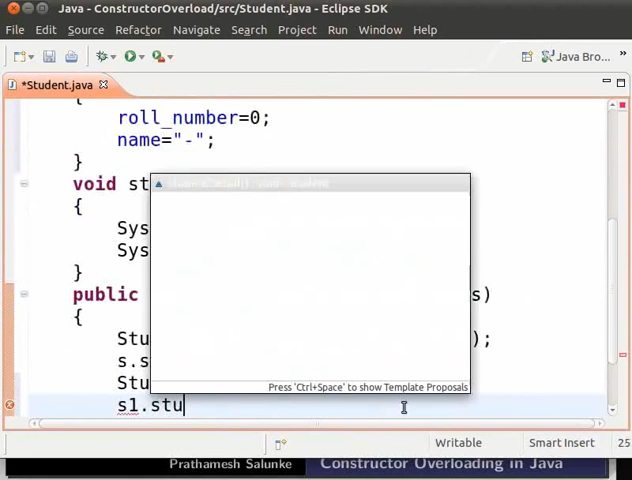 Java - ConstructorOverload/src/Student.java - Eclipse SDK
File Edit Source Refactor Navigate Search Project Run Window Help
Java Bro... »
*Student.java
{
roll_number=0;
name="-";
}
void st
{
Sys
Sys
}
public s)
{
Stu );
s.s
Stu
Press 'Ctrl+Space' to show Template Proposals
s1.stu
Writable Smart Insert 25
Prathamesh Salunke Constructor Overloading in Java